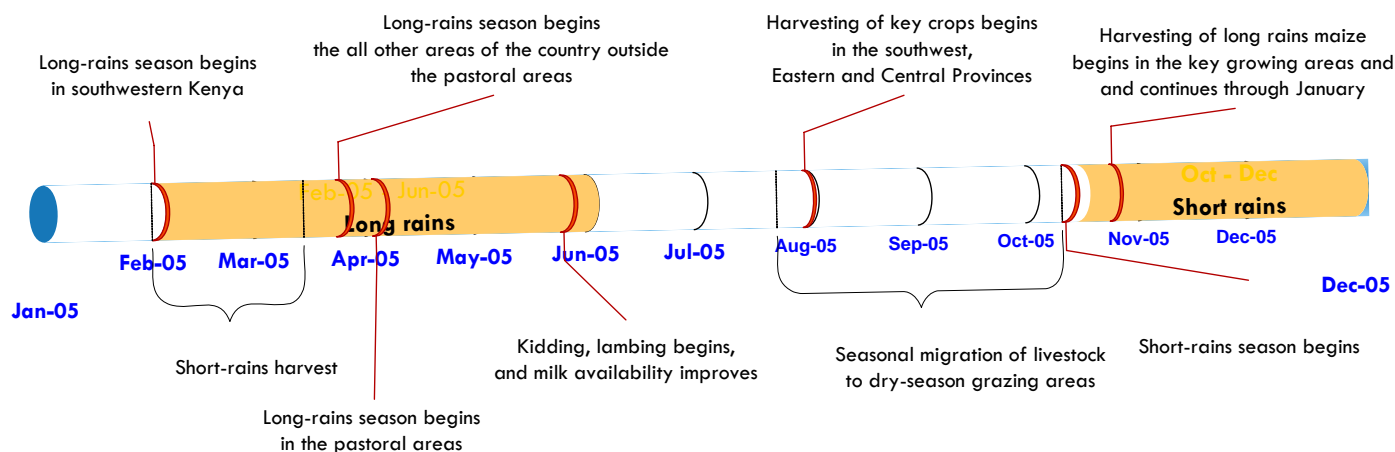 Long-rains season begins
in southwestern Kenya
Long-rains season begins
the all other areas of the country outside
the pastoral areas
Harvesting of key crops begins
in the southwest,
Eastern and Central Provinces
Harvesting of long rains maize
begins in the key growing areas and
and continues through January
Feb-05 Jun-05
Long rains
Oct - Dec
Short rains
Jan-05
Feb-05
Mar-05
Apr-05
May-05
Jun-05
Jul-05
Aug-05
Sep-05
Oct-05
Nov-05
Dec-05
Dec-05
Short-rains harvest
Long-rains season begins
in the pastoral areas
Kidding, lambing begins,
and milk availability improves
Seasonal migration of livestock
to dry-season grazing areas
Short-rains season begins